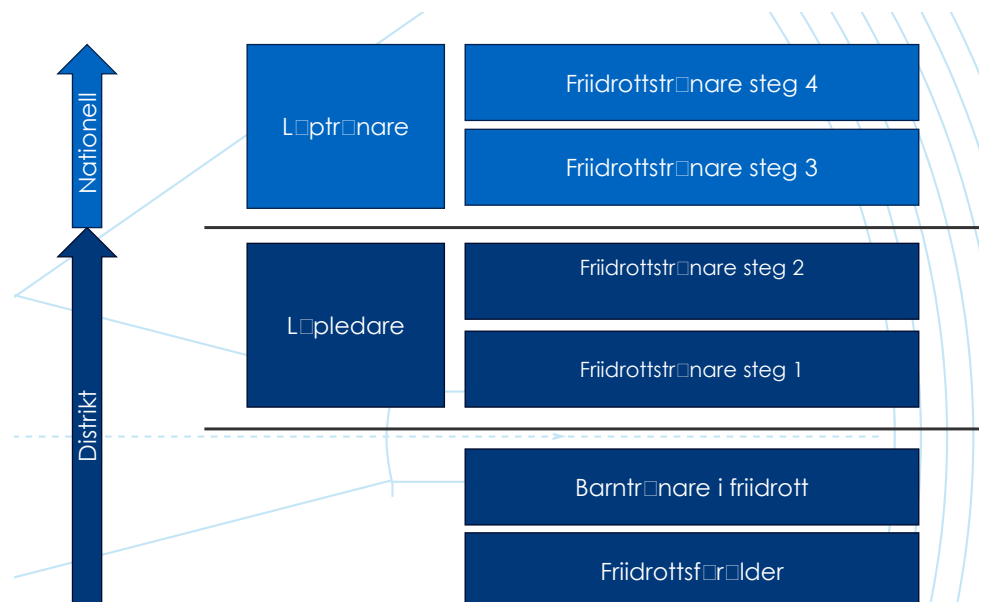 Nationell
L□ptr□nare
Friidrottstr□nare steg 4
Friidrottstr□nare steg 3
Distrikt
L□pledare
Friidrottstr□nare steg 2
Friidrottstr□nare steg 1
Barntr□nare i friidrott
Friidrottsf□r□lder